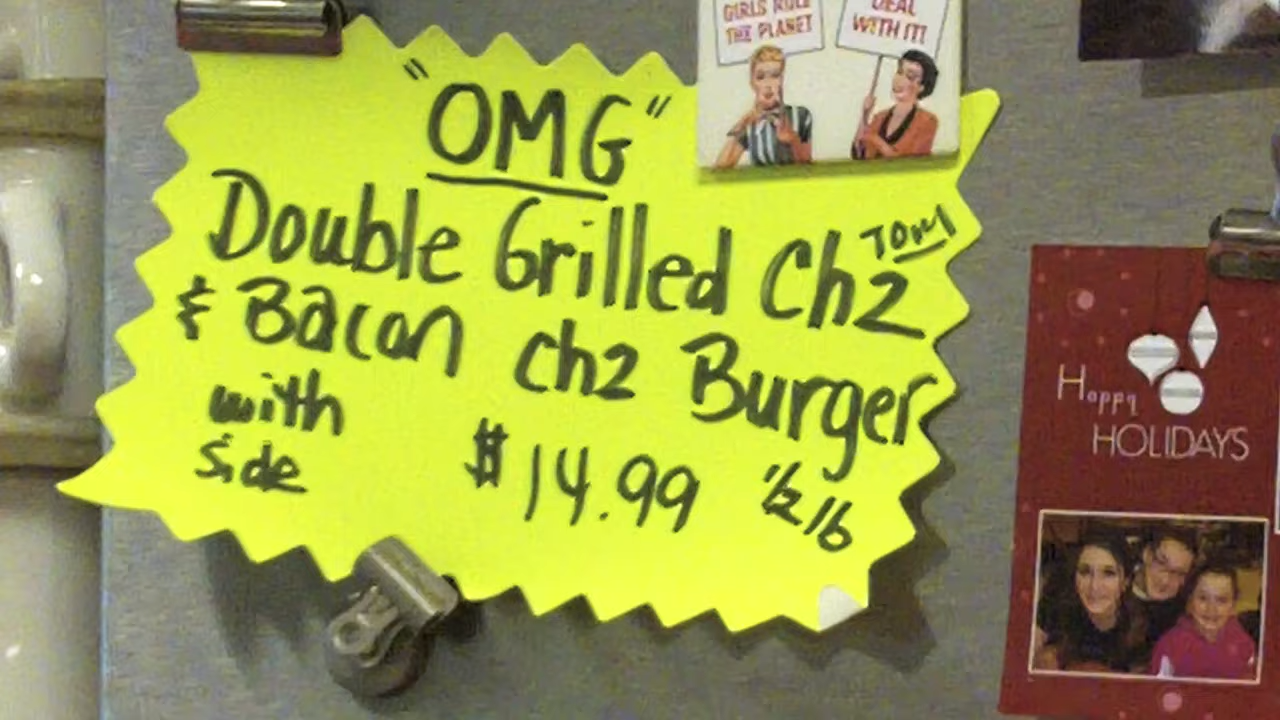 GIRLS RULE
THE PLANET
DEAL
WITH IT!
"OMG"
Double Grilled Ch2 TOM
& Bacon ch2 Burger
with
side
$14.99 1/2 lb
Happy
HOLIDAYS